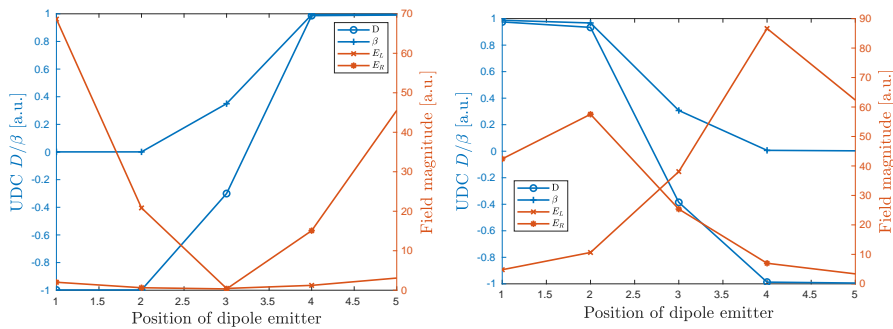 UDC D/β [a.u.]
1
0.8
0.6
0.4
0.2
0
-0.2
-0.4
-0.6
-0.8
-1
D
β
E_L
E_R
70
60
50
40
30
20
10
0
Field magnitude [a.u.]
1 1.5 2 2.5 3 3.5 4 4.5 5
Position of dipole emitter
UDC D/β [a.u.]
1
0.8
0.6
0.4
0.2
0
-0.2
-0.4
-0.6
-0.8
-1
D
β
E_L
E_R
90
80
70
60
50
40
30
20
10
0
Field magnitude [a.u.]
1 1.5 2 2.5 3 3.5 4 4.5 5
Position of dipole emitter